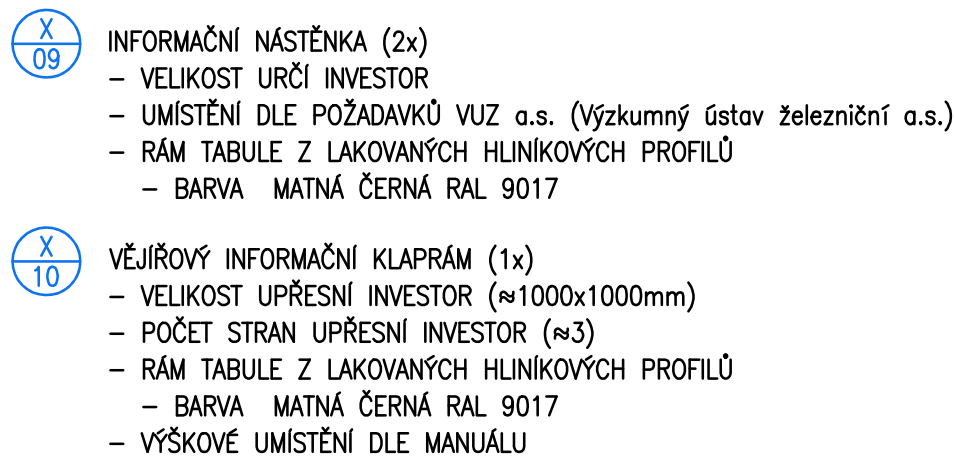 X
09
INFORMAČNÍ NÁSTĚNKA (2x)
– VELIKOST URČÍ INVESTOR
– UMÍSTĚNÍ DLE POŽADAVKŮ VUZ a.s. (Výzkumný ústav železniční a.s.)
– RÁM TABULE Z LAKOVANÝCH HLINÍKOVÝCH PROFILŮ
– BARVA MATNÁ ČERNÁ RAL 9017
X
10
VĚJÍŘOVÝ INFORMAČNÍ KLAPRÁM (1x)
– VELIKOST UPŘESNÍ INVESTOR (≈1000x1000mm)
– POČET STRAN UPŘESNÍ INVESTOR (≈3)
– RÁM TABULE Z LAKOVANÝCH HLINÍKOVÝCH PROFILŮ
– BARVA MATNÁ ČERNÁ RAL 9017
– VÝŠKOVÉ UMÍSTĚNÍ DLE MANUÁLU